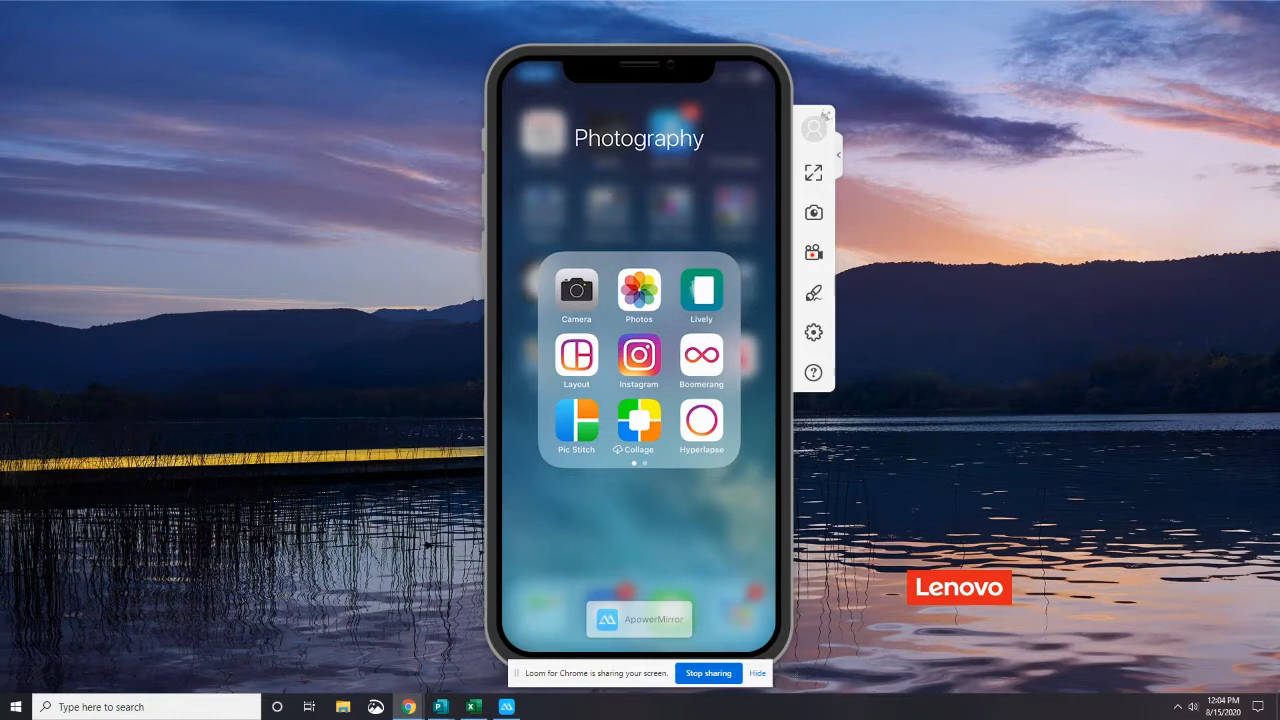 Photography
Camera
Photos
Lively
Layout
Instagram
Boomerang
Pic Stitch
Collage
Hyperlapse
Lenovo
ApowerMirror
Loom for Chrome is sharing your screen.
Stop sharing
Hide
Type here to search
12:04 PM
8/15/2020